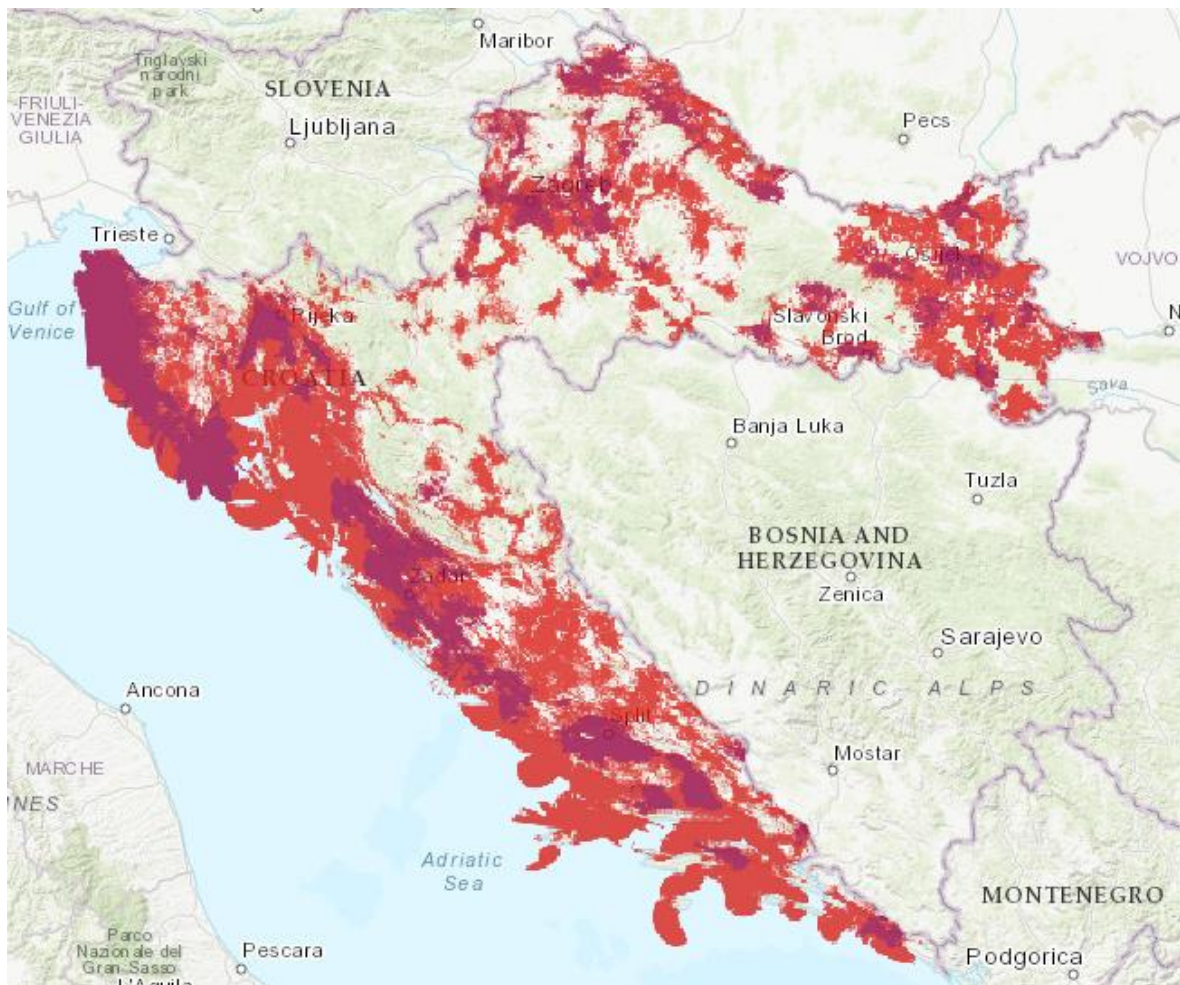 Maribor
Triglavski
narodni
park
SLOVENIA
FRIULI-
VENEZIA
GIULIA
Ljubljana
Pecs
Zagreb
Trieste
Osijek
VOJVO
Gulf of
Venice
Rijeka
Slavonski
Brod
N
CROATIA
Sava
Banja Luka
Tuzla
BOSNIA AND
HERZEGOVINA
Zadar
Zenica
Sarajevo
Ancona
DINARIC ALPS
Split
Mostar
MARCHE
INES
Adriatic
Sea
MONTENEGRO
Parco
Nazionale del
Gran Sasso
Pescara
Podgorica
L'Aquila